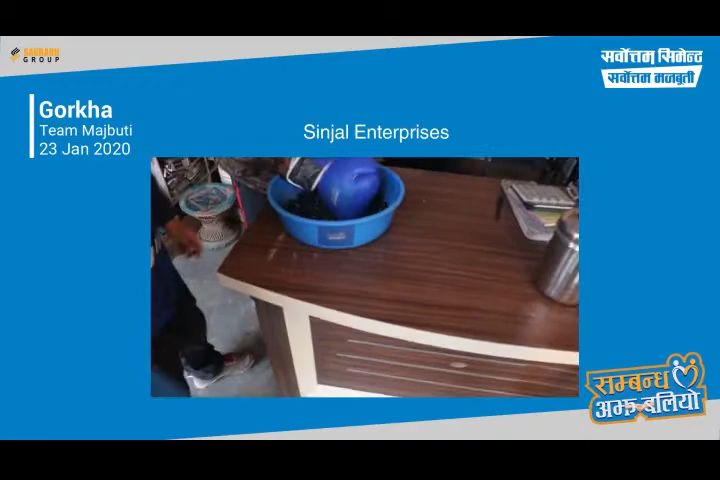 SAURABH
GROUP
सर्वोत्तम सिमेन्ट
सर्वोत्तम मजबूती
Gorkha
Team Majbuti
23 Jan 2020
Sinjal Enterprises
सम्बन्ध
अझ बलियो